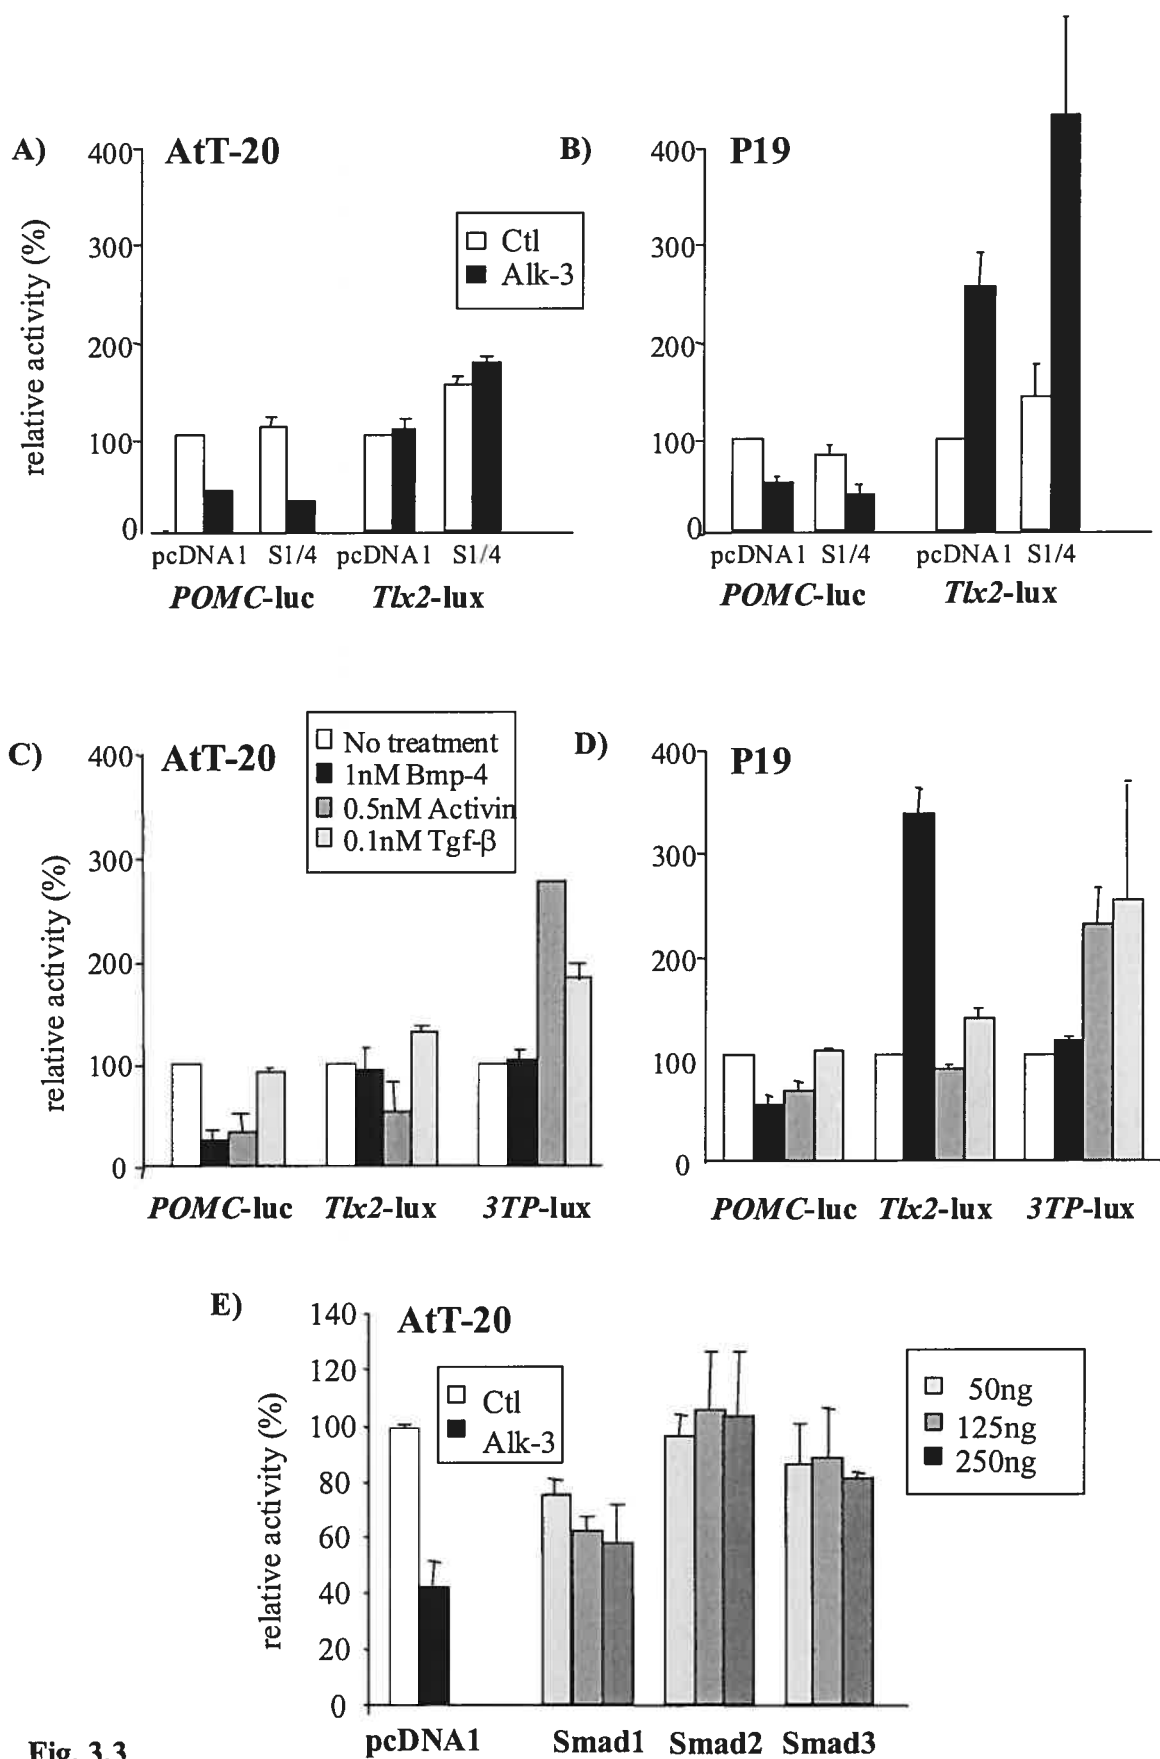 A) AtT-20
400
300
200
100
0
relative activity (%)
Ctl
Alk-3
pcDNA1 S1/4 pcDNA1 S1/4
POMC-luc Tlx2-lux
B) P19
400
300
200
100
0
pcDNA1 S1/4 pcDNA1 S1/4
POMC-luc Tlx2-lux
C) AtT-20
400
300
200
100
0
relative activity (%)
No treatment
1nM Bmp-4
0.5nM Activin
0.1nM Tgf-β
POMC-luc Tlx2-lux 3TP-lux
D) P19
400
300
200
100
0
POMC-luc Tlx2-lux 3TP-lux
E) AtT-20
140
120
100
80
60
40
20
0
relative activity (%)
Ctl
Alk-3
50ng
125ng
250ng
pcDNA1 Smad1 Smad2 Smad3
Fig. 3.3